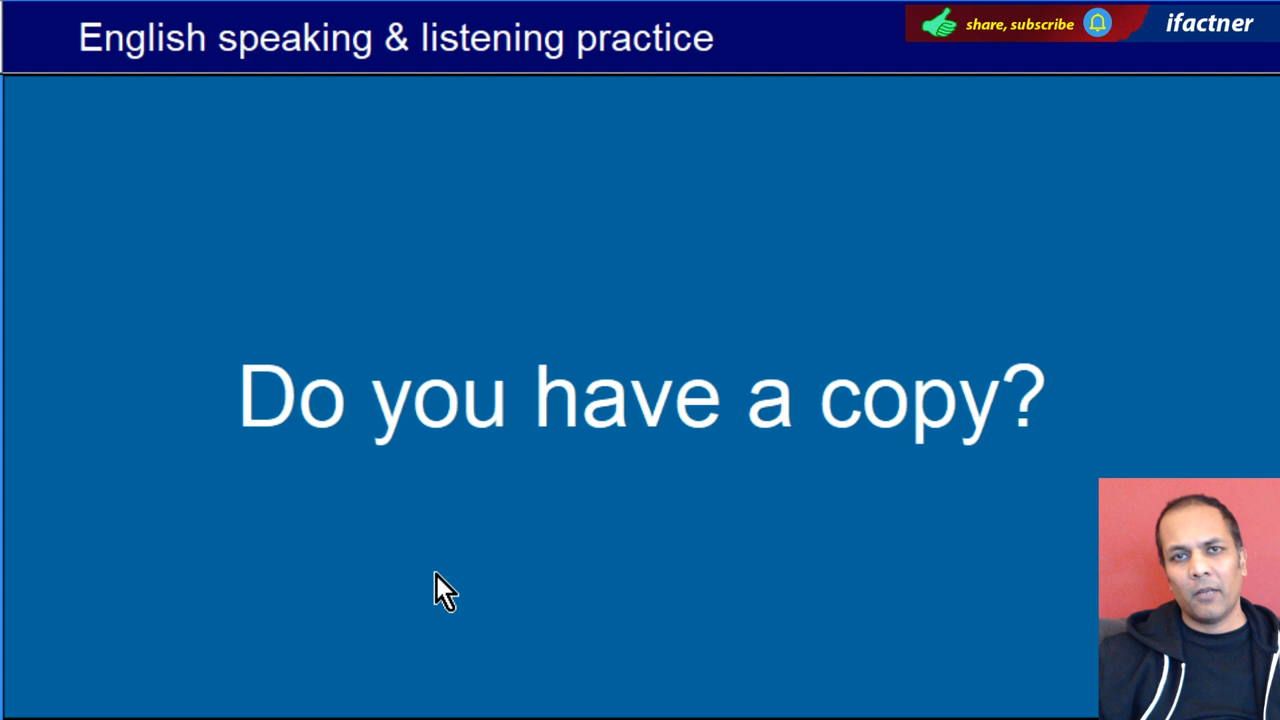 English speaking & listening practice
share, subscribe
ifactner
Do you have a copy?